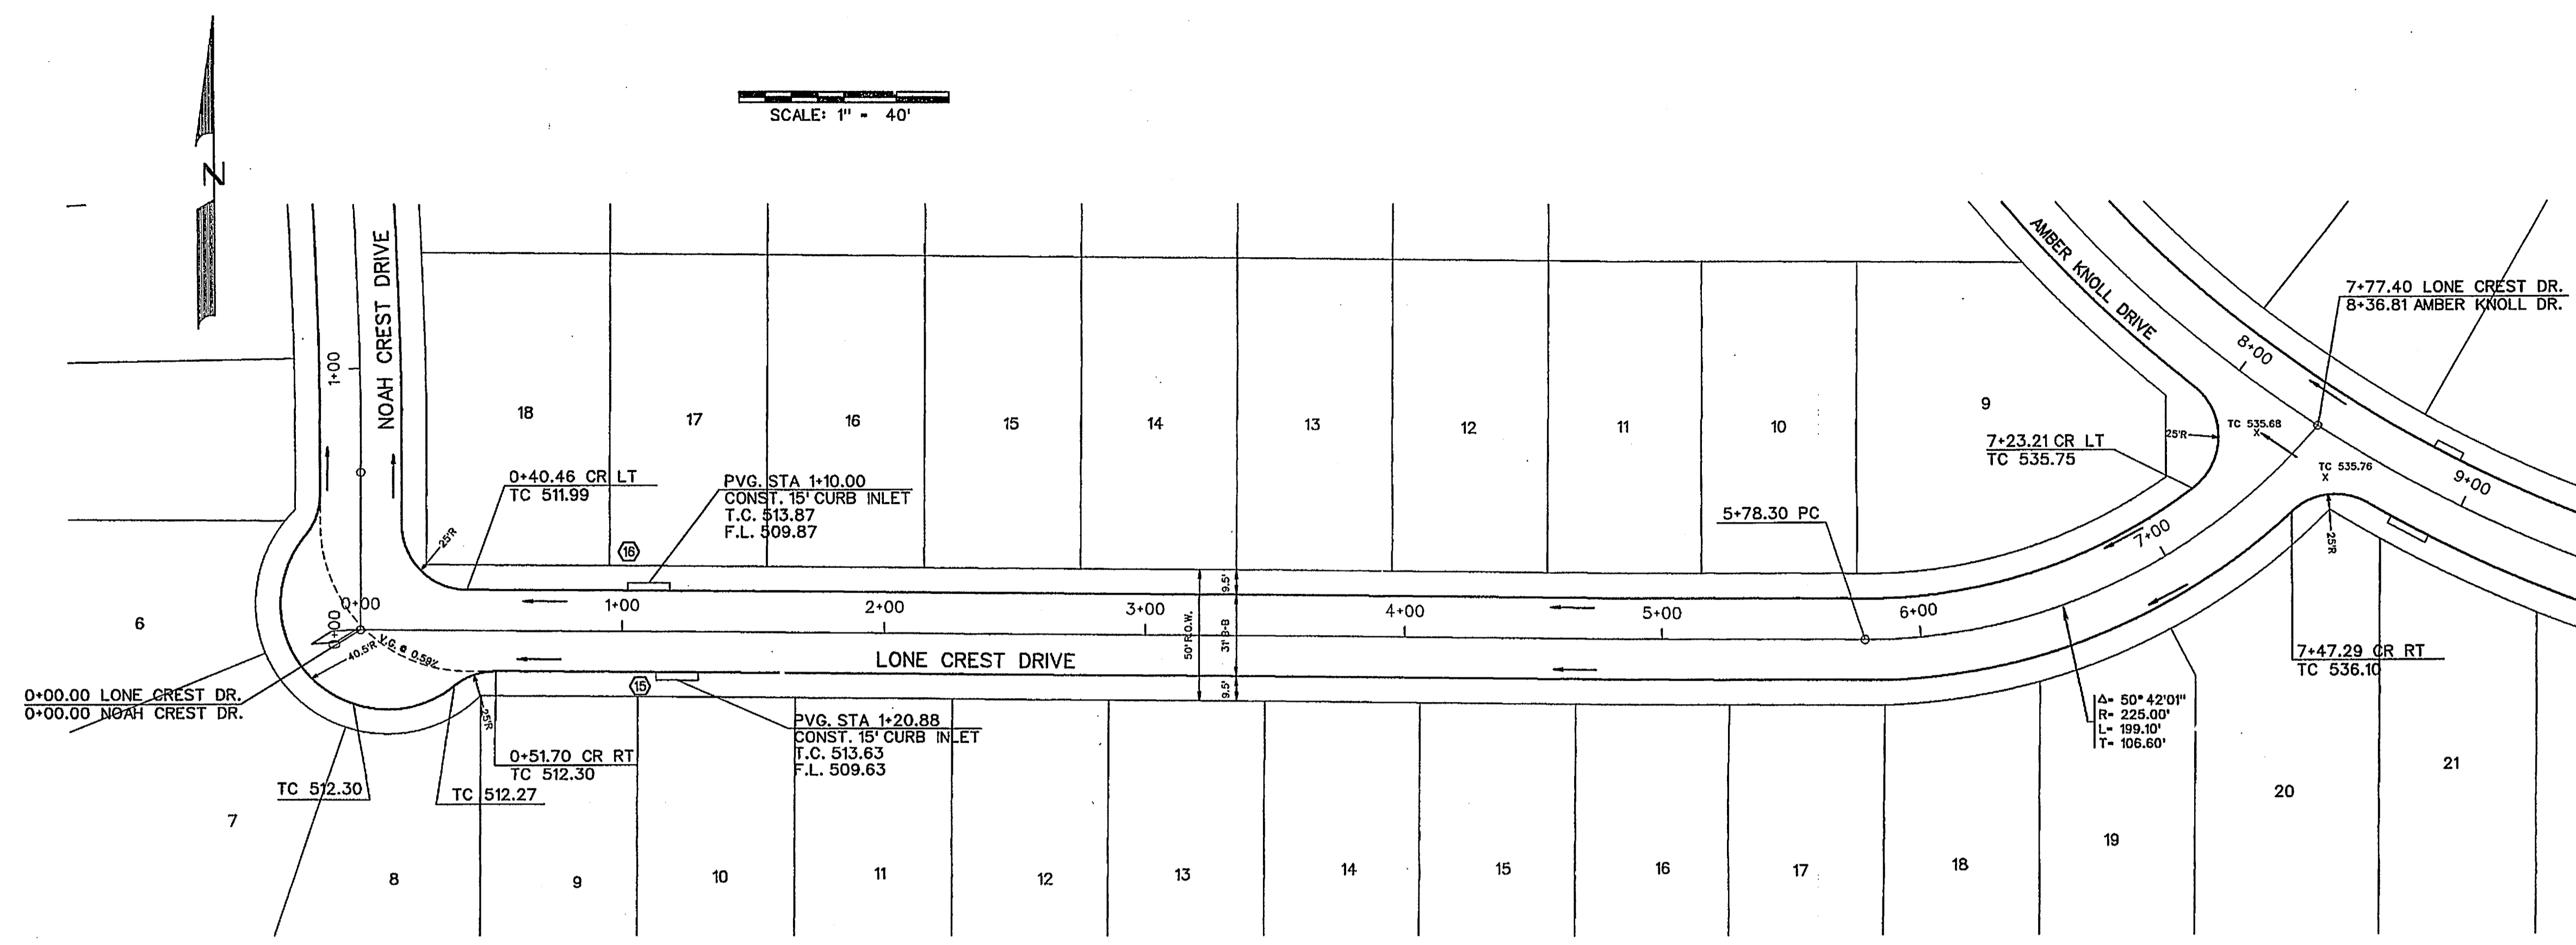 SCALE: 1" = 40'
N
NOAH CREST DRIVE
1+00
AMBER KNOLL DRIVE
7+77.40 LONE CREST DR.
8+36.81 AMBER KNOLL DR.
8+00
9+00
18
17
16
15
14
13
12
11
10
9
TC 535.68
X
TC 535.76
X
25'R
7+23.21 CR LT
TC 535.75
0+40.46 CR LT
TC 511.99
PVG. STA 1+10.00
CONST. 15' CURB INLET
T.C. 513.87
F.L. 509.87
25'R
16
5+78.30 PC
7+00
25'R
0+00
0+00
1+00
2+00
3+00
4+00
5+00
6+00
9.5'
50' R.O.W.
31' B-B
9.5'
6
40.5'R
V.G. @ 0.59%
LONE CREST DRIVE
0+00.00 LONE CREST DR.
0+00.00 NOAH CREST DR.
15
25'R
PVG. STA 1+20.88
CONST. 15' CURB INLET
T.C. 513.63
F.L. 509.63
0+51.70 CR RT
TC 512.30
TC 512.30
TC 512.27
7+47.29 CR RT
TC 536.10
Δ= 50° 42'01"
R= 225.00'
L= 199.10'
T= 106.60'
7
8
9
10
11
12
13
14
15
16
17
18
19
20
21